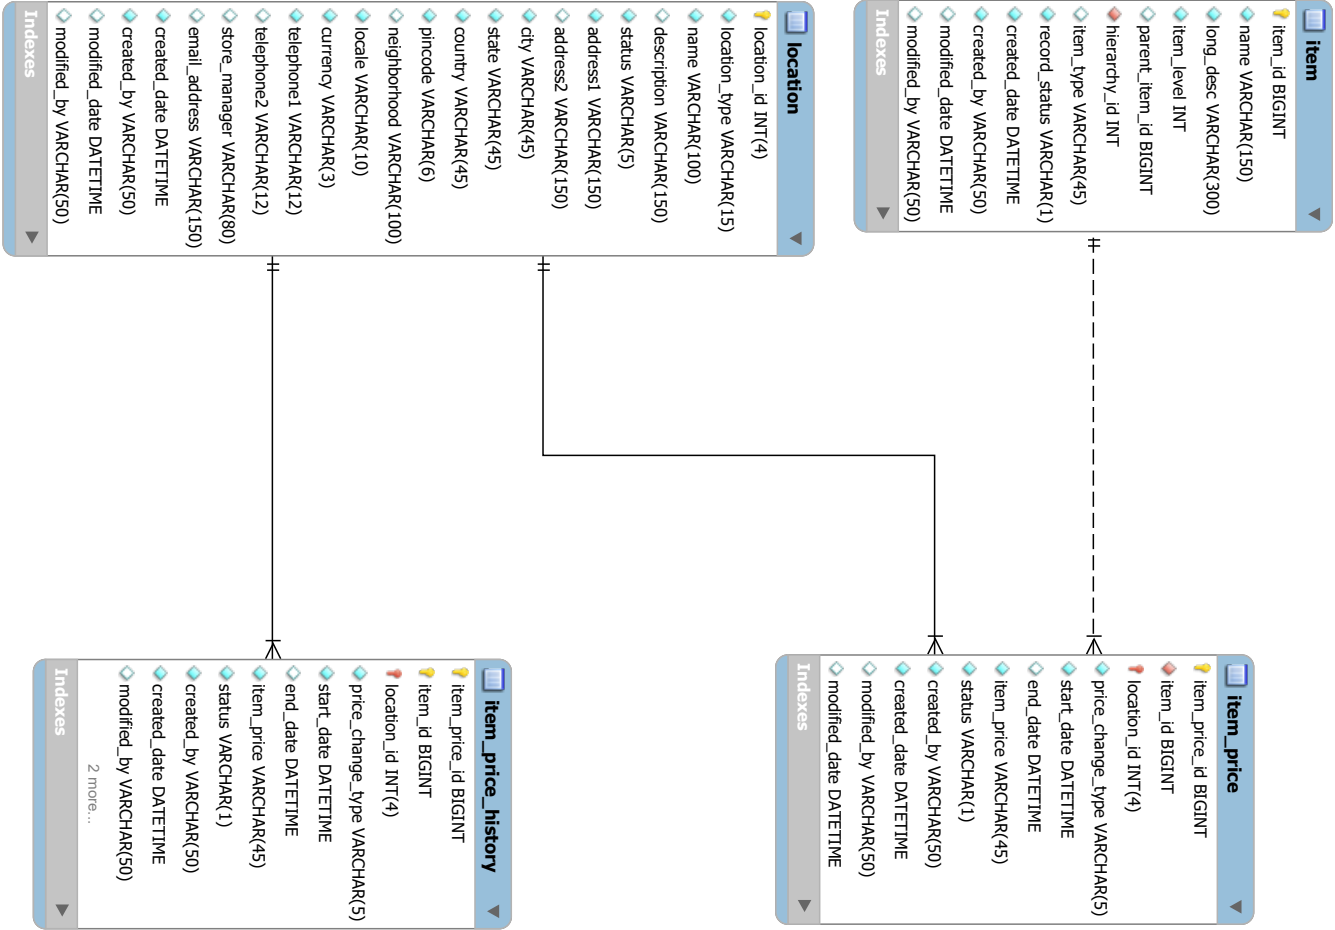 item
item_id BIGINT
name VARCHAR(150)
long_desc VARCHAR(300)
item_level INT
parent_item_id BIGINT
hierarchy_id INT
item_type VARCHAR(45)
record_status VARCHAR(1)
created_date DATETIME
created_by VARCHAR(50)
modified_date DATETIME
modified_by VARCHAR(50)
Indexes
item_price
item_price_id BIGINT
item_id BIGINT
location_id INT(4)
price_change_type VARCHAR(5)
start_date DATETIME
end_date DATETIME
item_price VARCHAR(45)
status VARCHAR(1)
created_by VARCHAR(50)
created_date DATETIME
modified_by VARCHAR(50)
modified_date DATETIME
Indexes
location
location_id INT(4)
location_type VARCHAR(15)
name VARCHAR(100)
description VARCHAR(150)
status VARCHAR(5)
address1 VARCHAR(150)
address2 VARCHAR(150)
city VARCHAR(45)
state VARCHAR(45)
country VARCHAR(45)
pincode VARCHAR(6)
neighborhood VARCHAR(100)
locale VARCHAR(10)
currency VARCHAR(3)
telephone1 VARCHAR(12)
telephone2 VARCHAR(12)
store_manager VARCHAR(80)
email_address VARCHAR(150)
created_date DATETIME
created_by VARCHAR(50)
modified_date DATETIME
modified_by VARCHAR(50)
Indexes
item_price_history
item_price_id BIGINT
item_id BIGINT
location_id INT(4)
price_change_type VARCHAR(5)
start_date DATETIME
end_date DATETIME
item_price VARCHAR(45)
status VARCHAR(1)
created_by VARCHAR(50)
created_date DATETIME
modified_by VARCHAR(50)
2 more...
Indexes